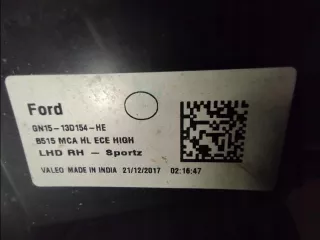 Ford
GN15-13D154-HE
B515 MCA HL ECE HIGH
LHD RH - Sportz
VALEO MADE IN INDIA 21/12/2017 02:16:47